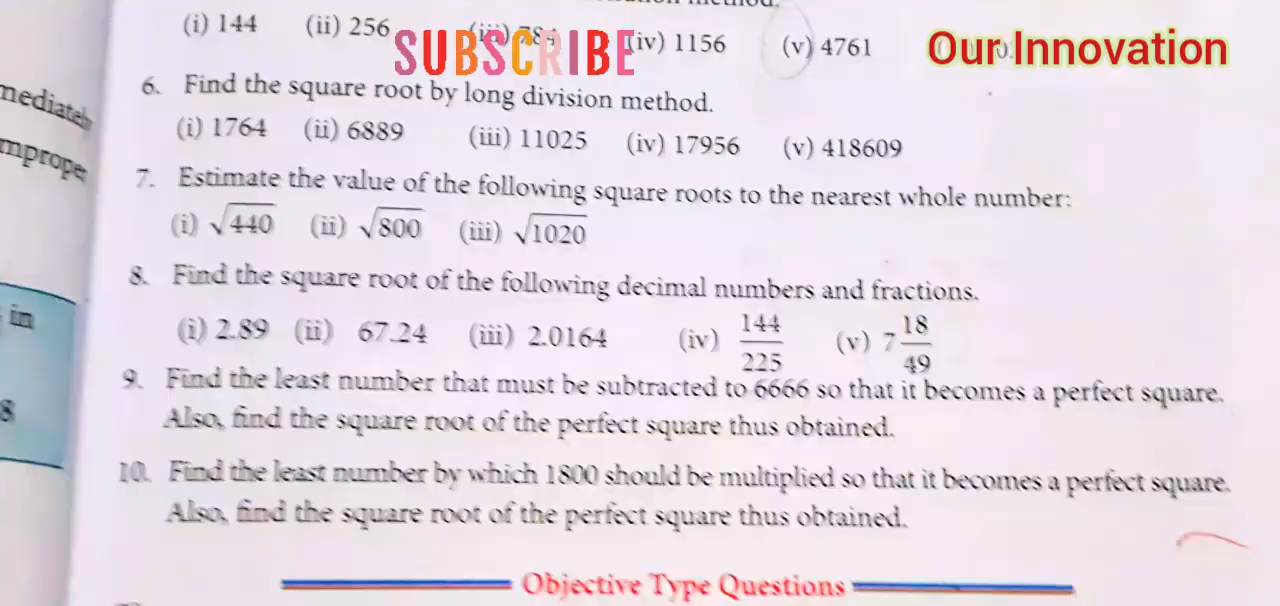 (i) 144 (ii) 256 (iii) 784 (iv) 1156 (v) 4761
SUBSCRIBE
Our Innovation
6. Find the square root by long division method.
(i) 1764 (ii) 6889 (iii) 11025 (iv) 17956 (v) 418609
7. Estimate the value of the following square roots to the nearest whole number:
(i) √440 (ii) √800 (iii) √1020
8. Find the square root of the following decimal numbers and fractions.
(i) 2.89 (ii) 67.24 (iii) 2.0164 (iv) 144/225 (v) 7 18/49
9. Find the least number that must be subtracted to 6666 so that it becomes a perfect square.
Also, find the square root of the perfect square thus obtained.
10. Find the least number by which 1800 should be multiplied so that it becomes a perfect square.
Also, find the square root of the perfect square thus obtained.
Objective Type Questions
in
8